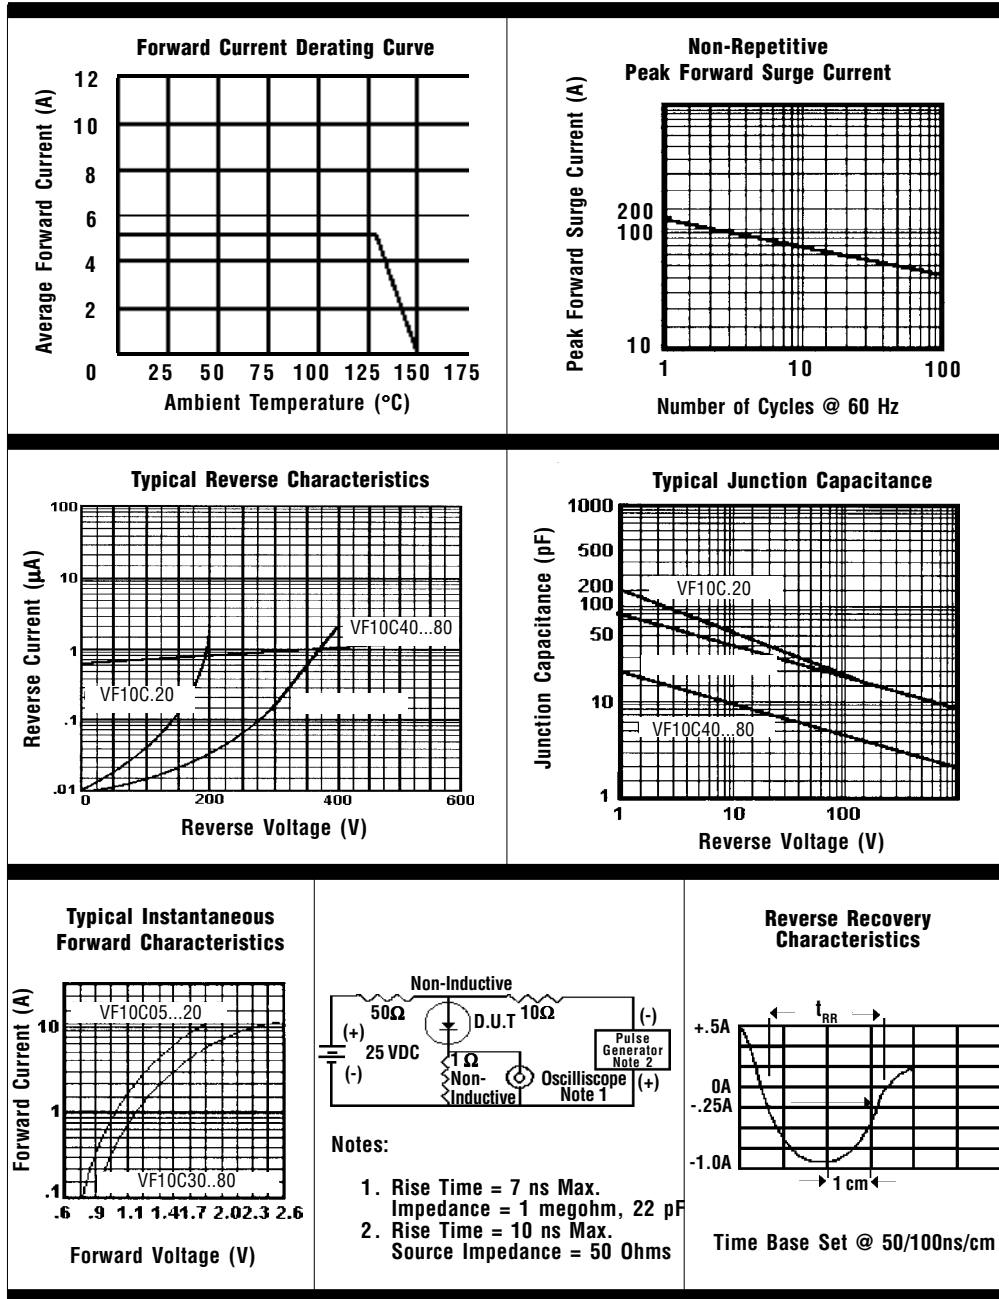 Forward Current Derating Curve
Average Forward Current (A)
12
10
8
6
4
2
0 25 50 75 100 125 150 175
Ambient Temperature (°C)
Non-Repetitive
Peak Forward Surge Current
Peak Forward Surge Current (A)
200
100
10
1 10 100
Number of Cycles @ 60 Hz
Typical Reverse Characteristics
Reverse Current (µA)
100
10
1
.1
.01
VF10C40...80
VF10C.20
0 200 400 600
Reverse Voltage (V)
Typical Junction Capacitance
Junction Capacitance (pF)
1000
500
200
100
50
10
1
VF10C.20
VF10C40...80
1 10 100
Reverse Voltage (V)
Typical Instantaneous
Forward Characteristics
Forward Current (A)
10
1
.1
VF10C05...20
VF10C30..80
.6 .9 1.1 1.41.7 2.02.3 2.6
Forward Voltage (V)
Non-Inductive
50Ω 10Ω
D.U.T
(+)
25 VDC
(-)
1Ω
Non-
Inductive
Oscilliscope
Note 1
(-)
Pulse
Generator
Note 2
(+)
Notes:
1. Rise Time = 7 ns Max.
Impedance = 1 megohm, 22 pF
2. Rise Time = 10 ns Max.
Source Impedance = 50 Ohms
Reverse Recovery
Characteristics
tRR
+.5A
0A
-.25A
-1.0A
1 cm
Time Base Set @ 50/100ns/cm